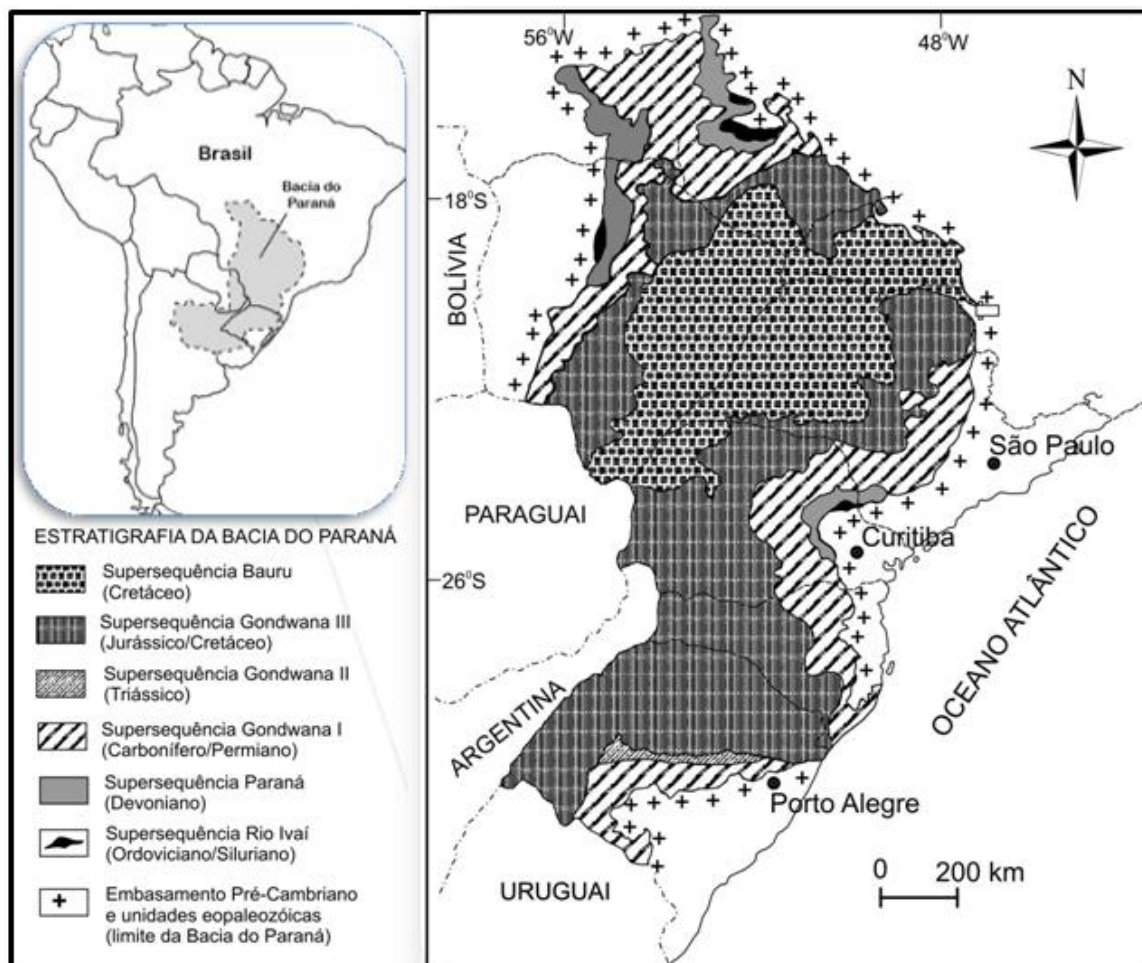 Brasil
Bacia do
Paraná
ESTRATIGRAFIA DA BACIA DO PARANÁ
Supersequência Bauru
(Cretáceo)
Supersequência Gondwana III
(Jurássico/Cretáceo)
Supersequência Gondwana II
(Triássico)
Supersequência Gondwana I
(Carbonífero/Permiano)
Supersequência Paraná
(Devoniano)
Supersequência Rio Ivaí
(Ordoviciano/Siluriano)
Embasamento Pré-Cambriano
e unidades eopaleozóicas
(limite da Bacia do Paraná)
56°W
48°W
N
18°S
BOLÍVIA
São Paulo
PARAGUAI
Curitiba
26°S
OCEANO ATLÂNTICO
ARGENTINA
Porto Alegre
URUGUAI
0 200 km